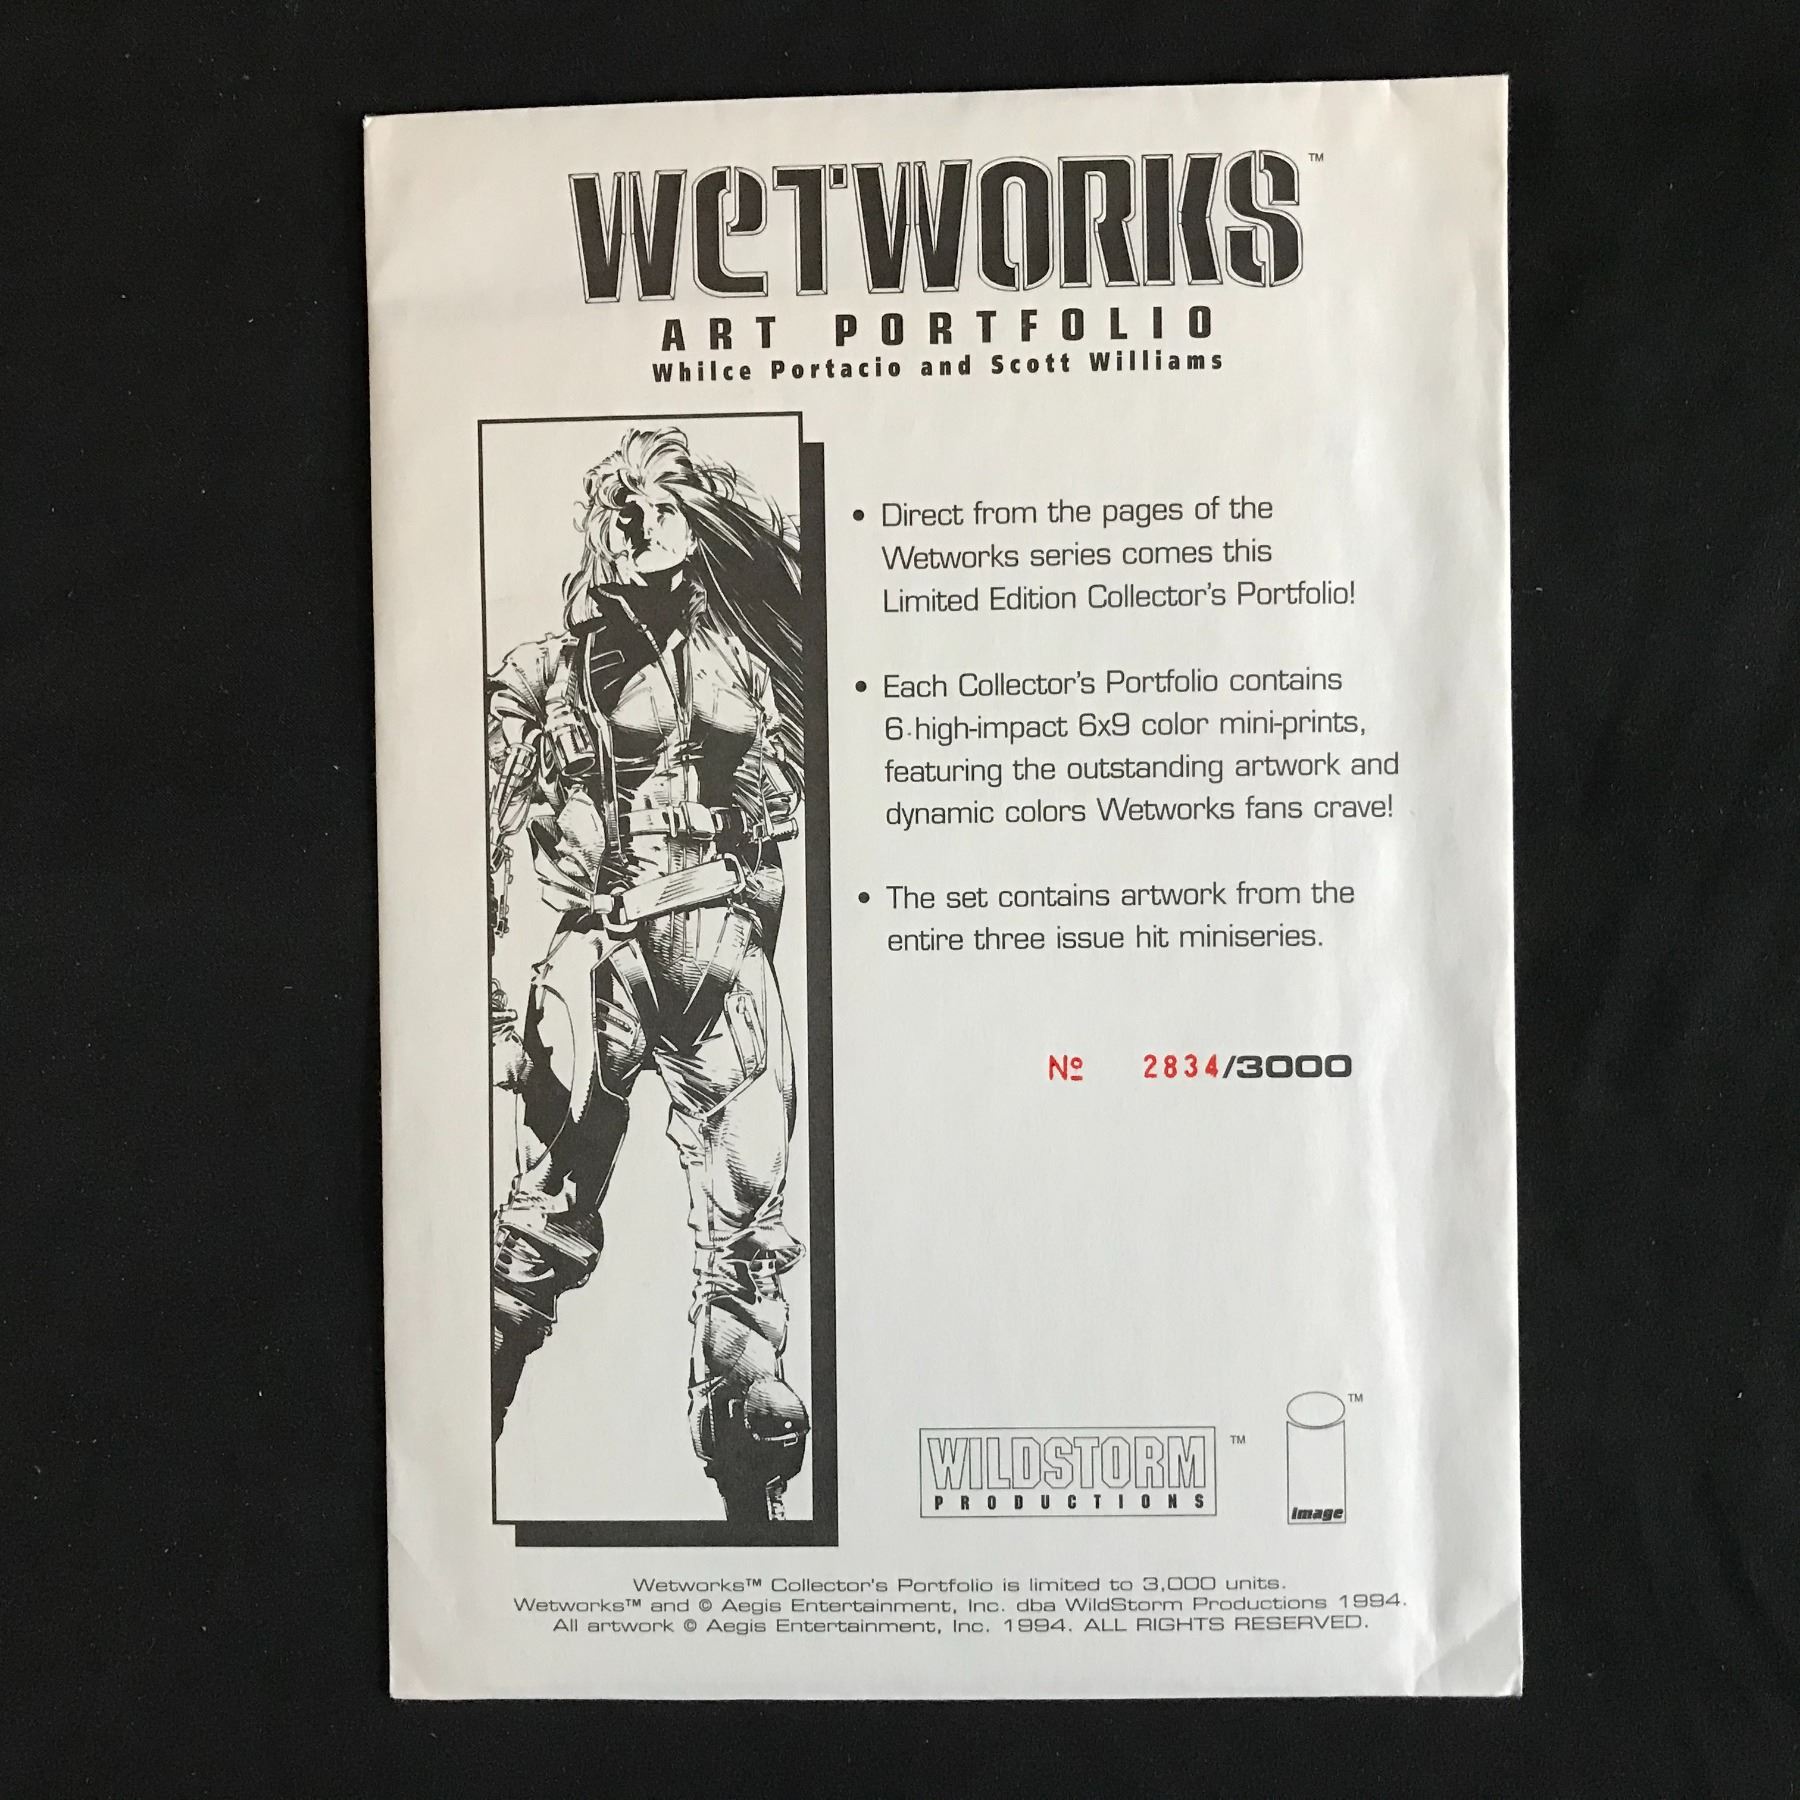 WETWORKS™
ART PORTFOLIO
Whilce Portacio and Scott Williams
• Direct from the pages of the
Wetworks series comes this
Limited Edition Collector's Portfolio!
• Each Collector's Portfolio contains
6 high-impact 6x9 color mini-prints,
featuring the outstanding artwork and
dynamic colors Wetworks fans crave!
• The set contains artwork from the
entire three issue hit miniseries.
Nº 2834/3000
WILDSTORM™
PRODUCTIONS
image™
Wetworks™ Collector's Portfolio is limited to 3,000 units.
Wetworks™ and © Aegis Entertainment, Inc. dba WildStorm Productions 1994.
All artwork © Aegis Entertainment, Inc. 1994. ALL RIGHTS RESERVED.